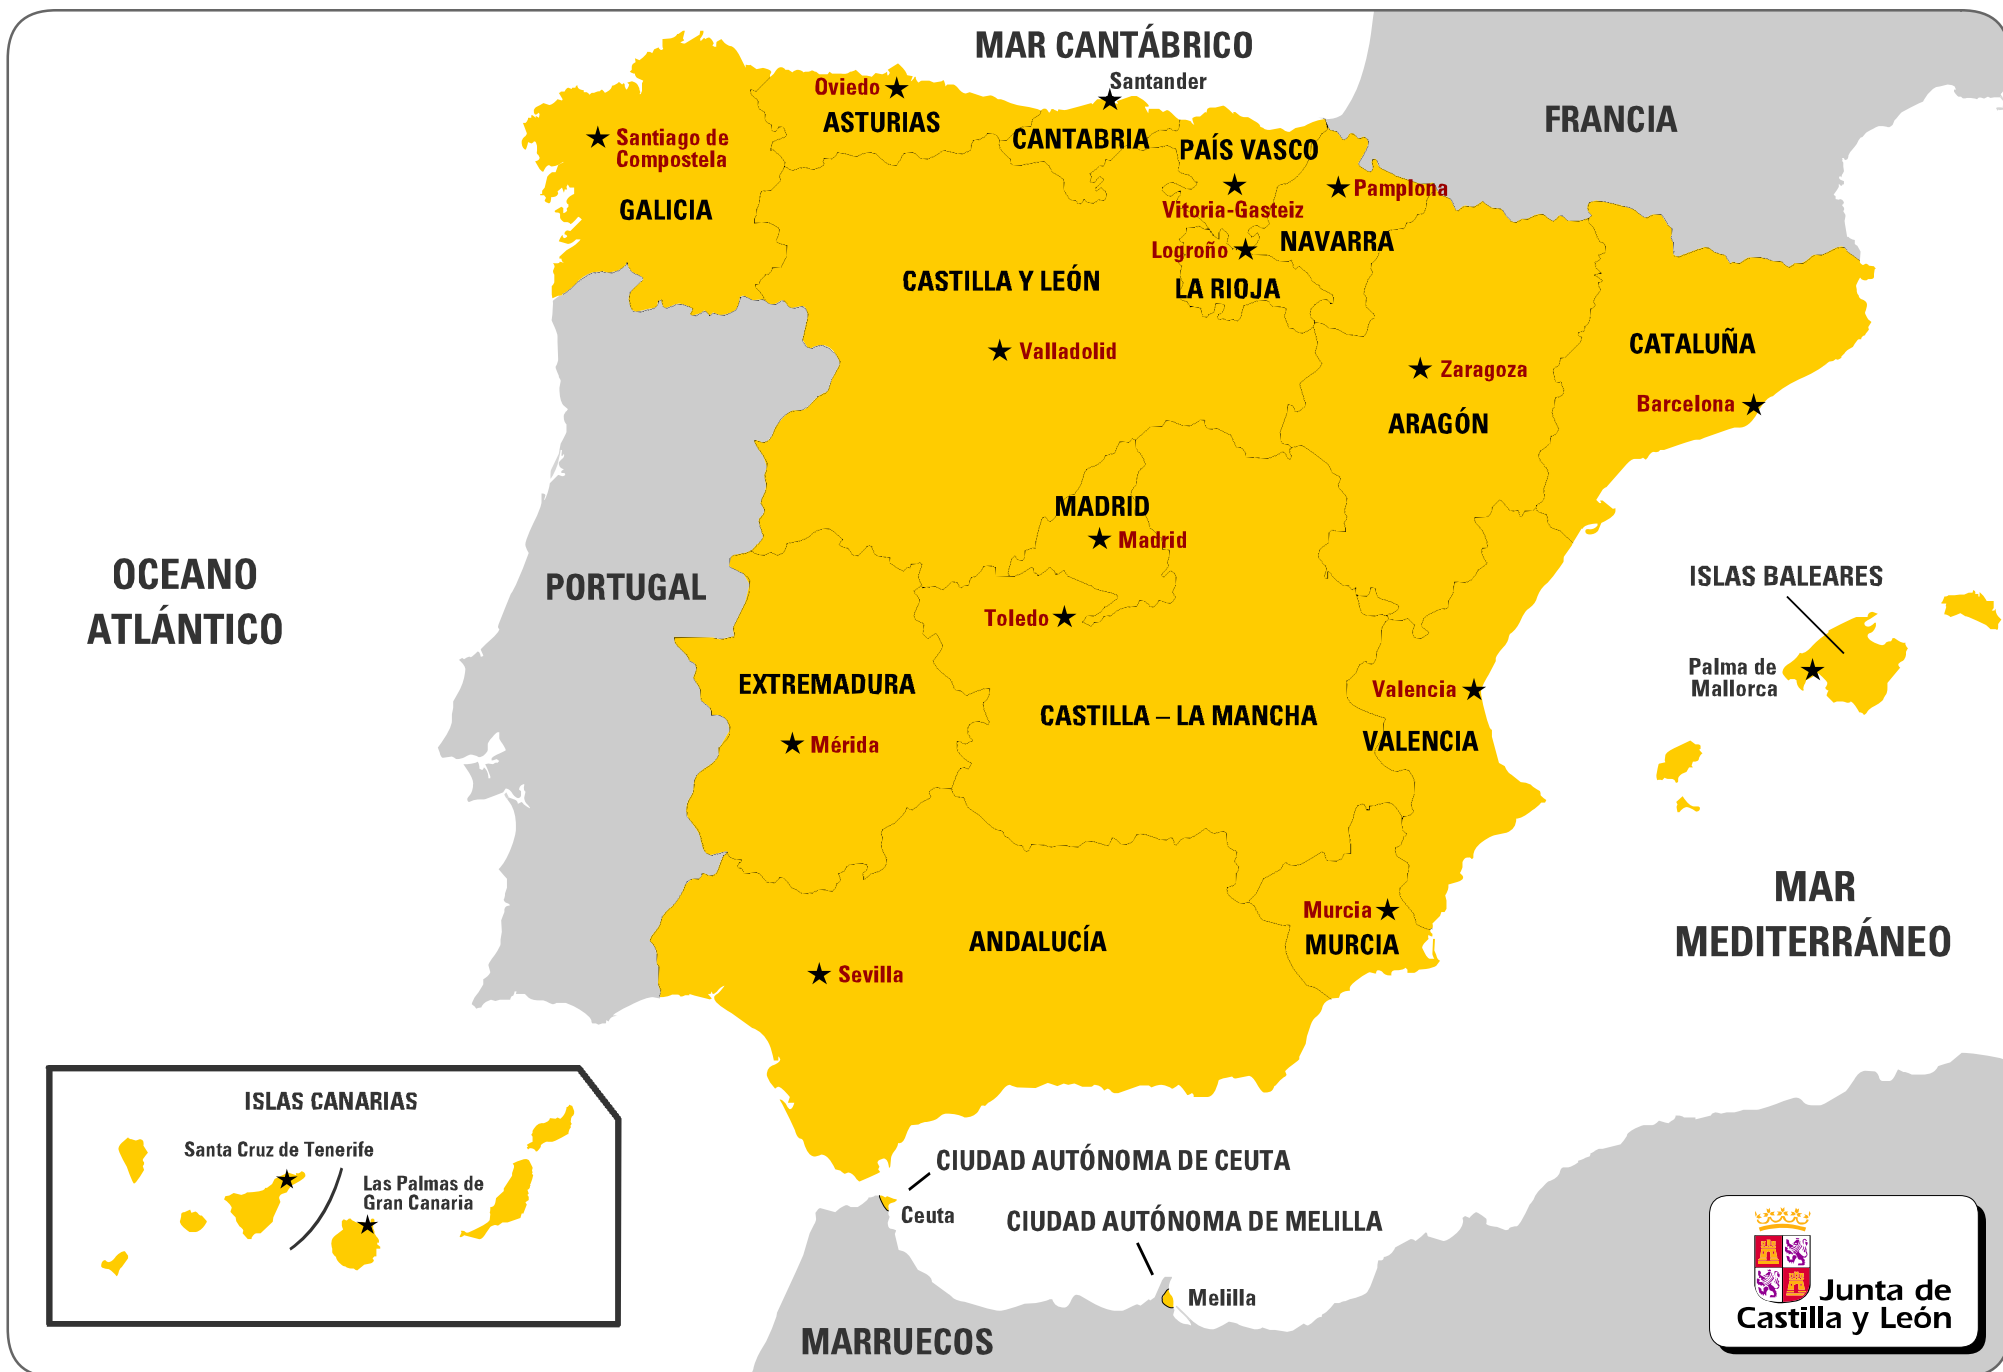 MAR CANTÁBRICO
Santander
Oviedo
ASTURIAS
CANTABRIA
PAÍS VASCO
FRANCIA
Santiago de
Compostela
GALICIA
Pamplona
Vitoria-Gasteiz
NAVARRA
Logroño
LA RIOJA
CASTILLA Y LEÓN
Valladolid
CATALUÑA
Zaragoza
Barcelona
ARAGÓN
MADRID
Madrid
OCEANO
ATLÁNTICO
PORTUGAL
Toledo
ISLAS BALEARES
Palma de
Mallorca
EXTREMADURA
Mérida
CASTILLA – LA MANCHA
Valencia
VALENCIA
MAR
MEDITERRÁNEO
Murcia
MURCIA
ANDALUCÍA
Sevilla
ISLAS CANARIAS
Santa Cruz de Tenerife
Las Palmas de
Gran Canaria
CIUDAD AUTÓNOMA DE CEUTA
Ceuta
CIUDAD AUTÓNOMA DE MELILLA
Melilla
MARRUECOS
Junta de
Castilla y León